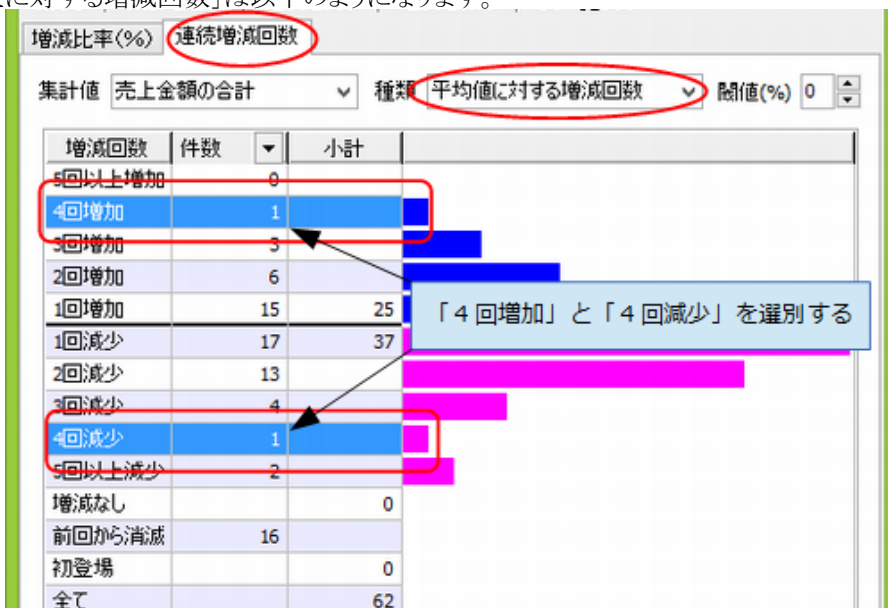 に対する増減回数」は以下のようになります。
増減比率(%) 連続増減回数
集計値 売上金額の合計 種類 平均値に対する増減回数 閾値(%) 0
増減回数 件数 小計
5回以上増加 0
4回増加 1
3回増加 3
2回増加 6
1回増加 15 25
「4回増加」と「4回減少」を選別する
1回減少 17 37
2回減少 13
3回減少 4
4回減少 1
5回以上減少 2
増減なし 0
前回から消滅 16
初登場 0
全て 62